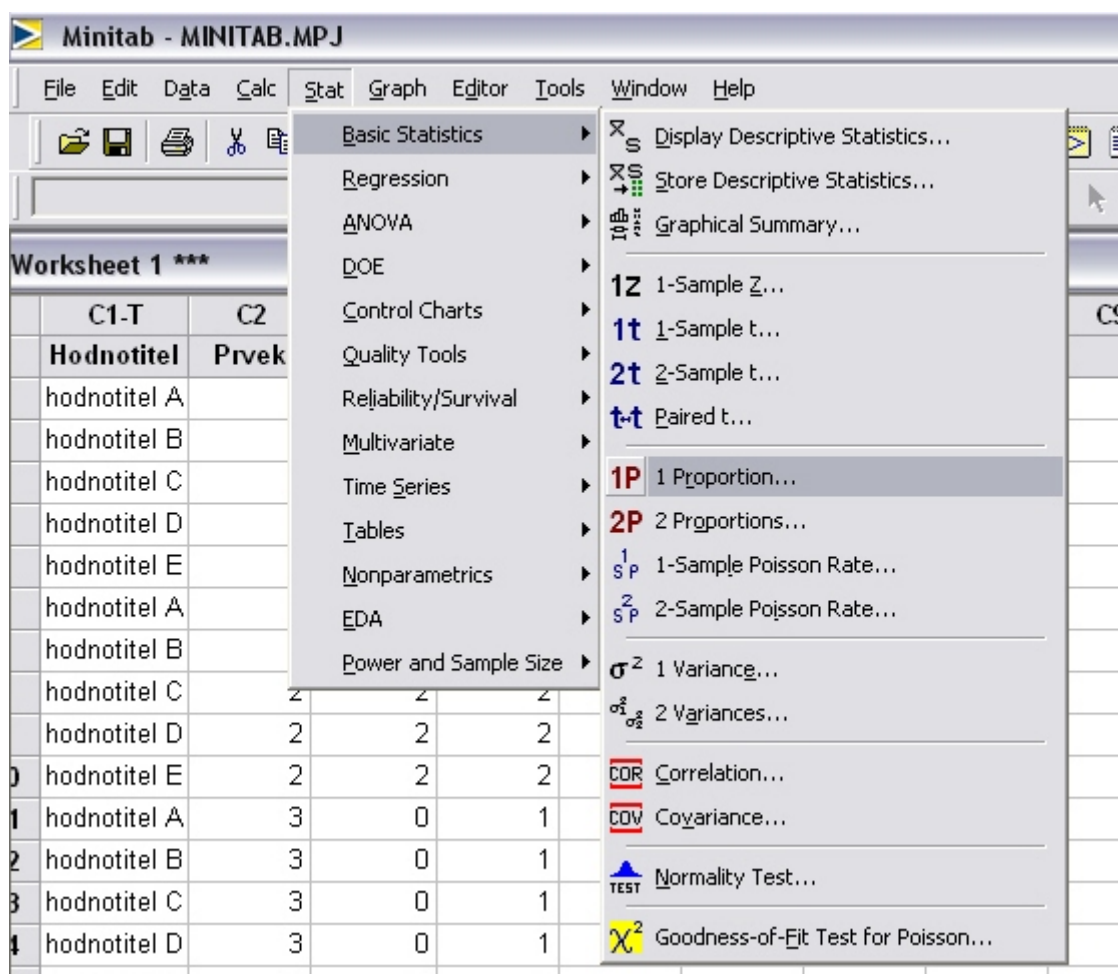 Minitab - MINITAB.MPJ
File Edit Data Calc Stat Graph Editor Tools Window Help
Basic Statistics
Regression
ANOVA
DOE
Control Charts
Quality Tools
Reliability/Survival
Multivariate
Time Series
Tables
Nonparametrics
EDA
Power and Sample Size
Display Descriptive Statistics...
Store Descriptive Statistics...
Graphical Summary...
1Z 1-Sample Z...
1t 1-Sample t...
2t 2-Sample t...
t-t Paired t...
1P 1 Proportion...
2P 2 Proportions...
1-Sample Poisson Rate...
2-Sample Poisson Rate...
σ² 1 Variance...
2 Variances...
COR Correlation...
COV Covariance...
TEST Normality Test...
χ² Goodness-of-Fit Test for Poisson...
Worksheet 1 ***
C1-T C2
Hodnotitel Prvek
hodnotitel A
hodnotitel B
hodnotitel C
hodnotitel D
hodnotitel E
hodnotitel A
hodnotitel B
hodnotitel C 2 2 2
hodnotitel D 2 2 2
hodnotitel E 2 2 2
hodnotitel A 3 0 1
hodnotitel B 3 0 1
hodnotitel C 3 0 1
hodnotitel D 3 0 1